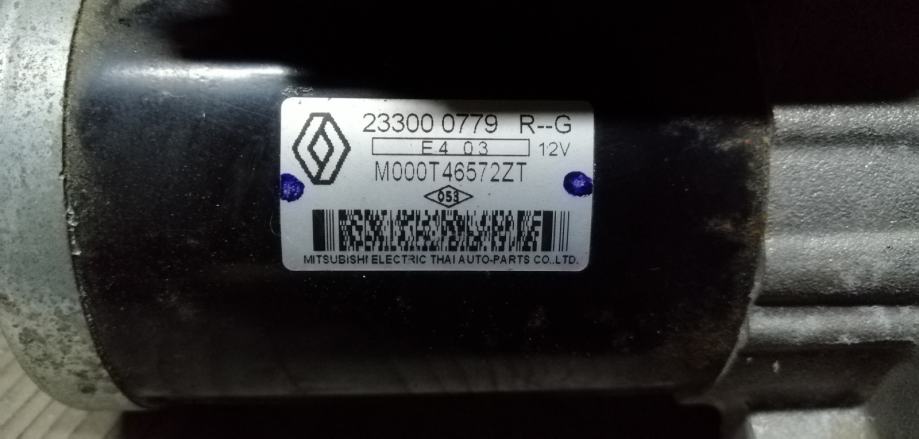 23300 0779 R--G
E4 03 12V
M000T46572ZT
053
MITSUBISHI ELECTRIC THAI AUTO-PARTS CO.,LTD.